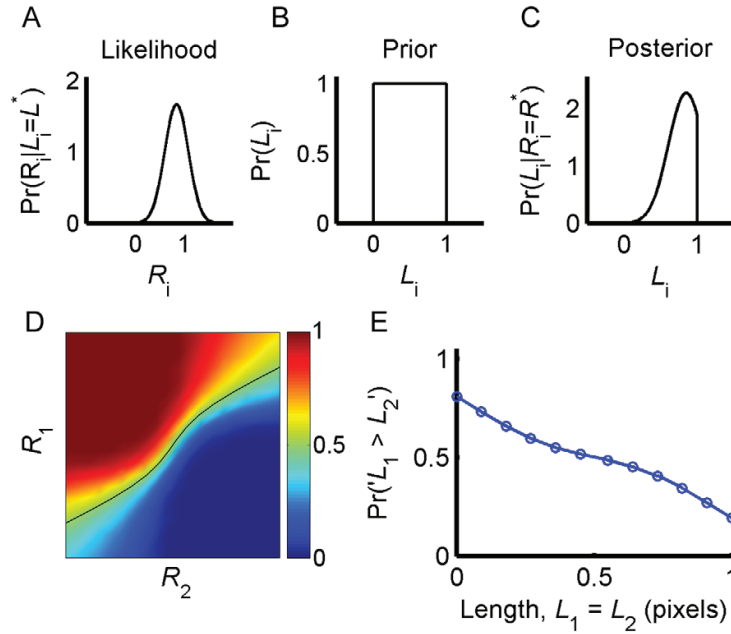 A
Likelihood
Pr(R_i|L_i=L*)
2
1
0
0 1
R_i
B
Prior
Pr(L_i)
1
0.5
0
0 1
L_i
C
Posterior
Pr(L_i|R_i=R*)
2
1
0
0 1
L_i
D
R_1
R_2
1
0.5
0
E
Pr('L_1 > L_2')
1
0.5
0
0 0.5 1
Length, L_1 = L_2 (pixels)